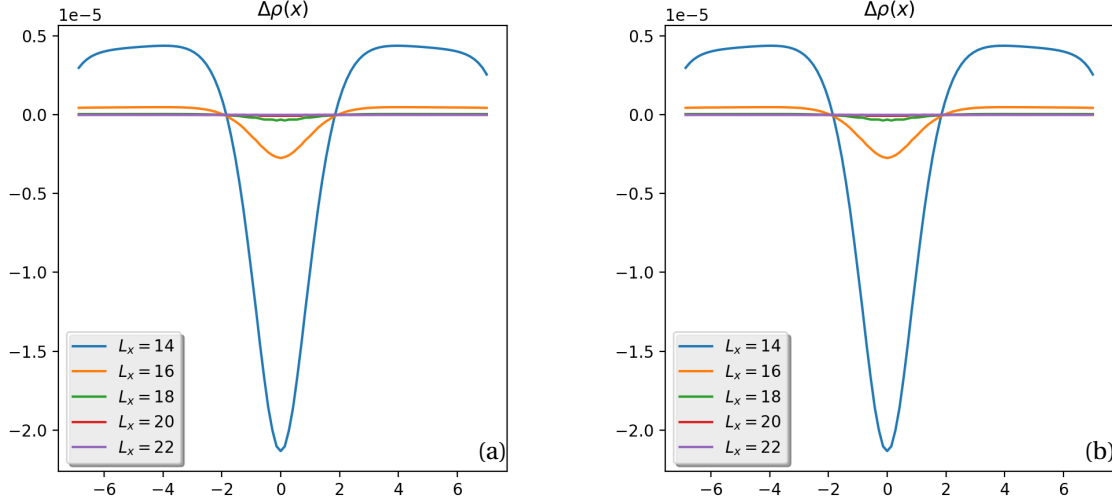 1e−5
Δρ(x)
0.5
0.0
−0.5
−1.0
−1.5
−2.0
L_x = 14
L_x = 16
L_x = 18
L_x = 20
L_x = 22
(a)
−6 −4 −2 0 2 4 6
1e−5
Δρ(x)
0.5
0.0
−0.5
−1.0
−1.5
−2.0
L_x = 14
L_x = 16
L_x = 18
L_x = 20
L_x = 22
(b)
−6 −4 −2 0 2 4 6